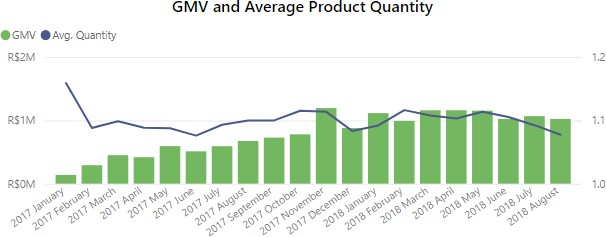 GMV and Average Product Quantity
GMV Avg. Quantity
R$2M 1.2
R$1M 1.1
R$0M 1.0
2017 January
2017 February
2017 March
2017 April
2017 May
2017 June
2017 July
2017 August
2017 September
2017 October
2017 November
2017 December
2018 January
2018 February
2018 March
2018 April
2018 May
2018 June
2018 July
2018 August